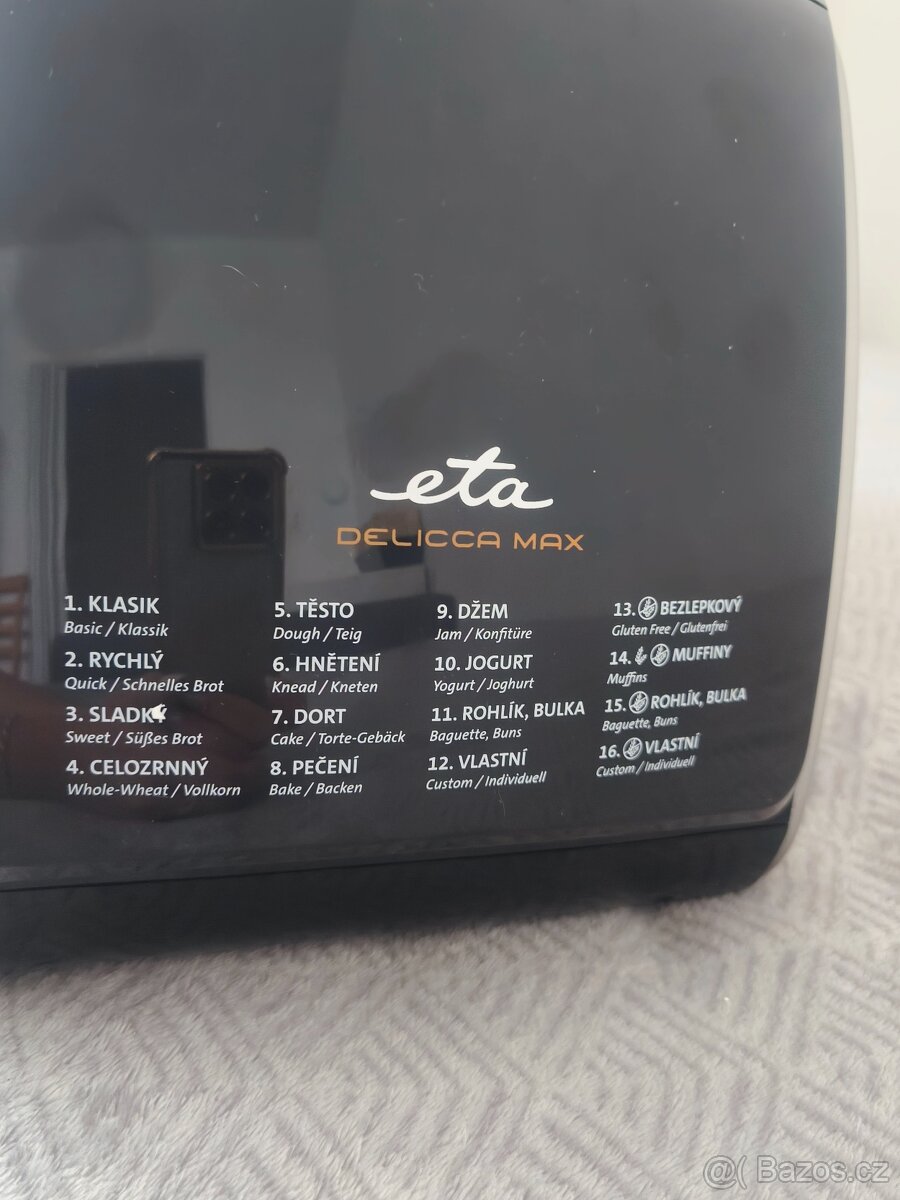 eta
DELICCA MAX
1. KLASIK
Basic / Klassik
2. RYCHLÝ
Quick / Schnelles Brot
3. SLADK
Sweet / Süßes Brot
4. CELOZRNNÝ
Whole-Wheat / Vollkorn
5. TĚSTO
Dough / Teig
6. HNĚTENÍ
Knead / Kneten
7. DORT
Cake / Torte-Gebäck
8. PEČENÍ
Bake / Backen
9. DŽEM
Jam / Konfitüre
10. JOGURT
Yogurt / Joghurt
11. ROHLÍK, BULKA
Baguette, Buns
12. VLASTNÍ
Custom / Individuell
13. BEZLEPKOVÝ
Gluten Free / Glutenfrei
14. MUFFINY
Muffins
15. ROHLÍK, BULKA
Baguette, Buns
16. VLASTNÍ
Custom / Individuell
@( Bazos.cz